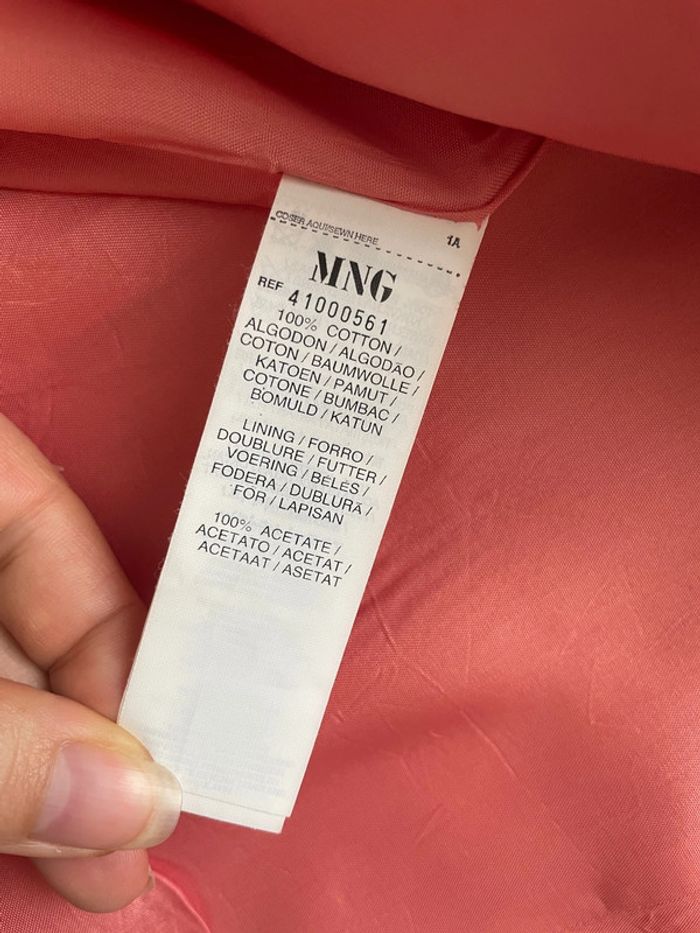 COSER AQUI/SEWN HERE
1A
MNG
REF 41000561
100% COTTON /
ALGODON / ALGODÃO /
COTON / BAUMWOLLE /
KATOEN / PAMUT /
COTONE / BUMBAC /
BOMULD / KATUN
LINING / FORRO /
DOUBLURE / FUTTER /
VOERING / BÉLÉS /
FODERA / DUBLURĂ /
FOR / LAPISAN
100% ACETATE /
ACETATO / ACETAT /
ACETAAT / ASETAT